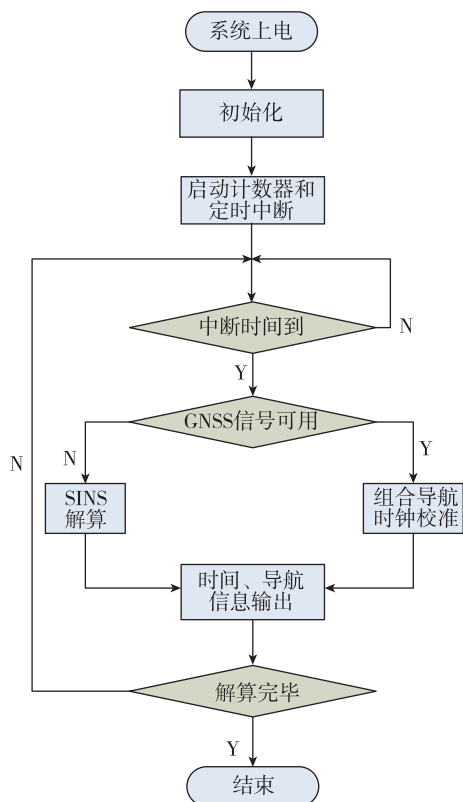 系统上电
初始化
启动计数器和
定时中断
中断时间到
N
Y
GNSS信号可用
N
N
Y
SINS
解算
组合导航
时钟校准
时间、导航
信息输出
解算完毕
Y
结束